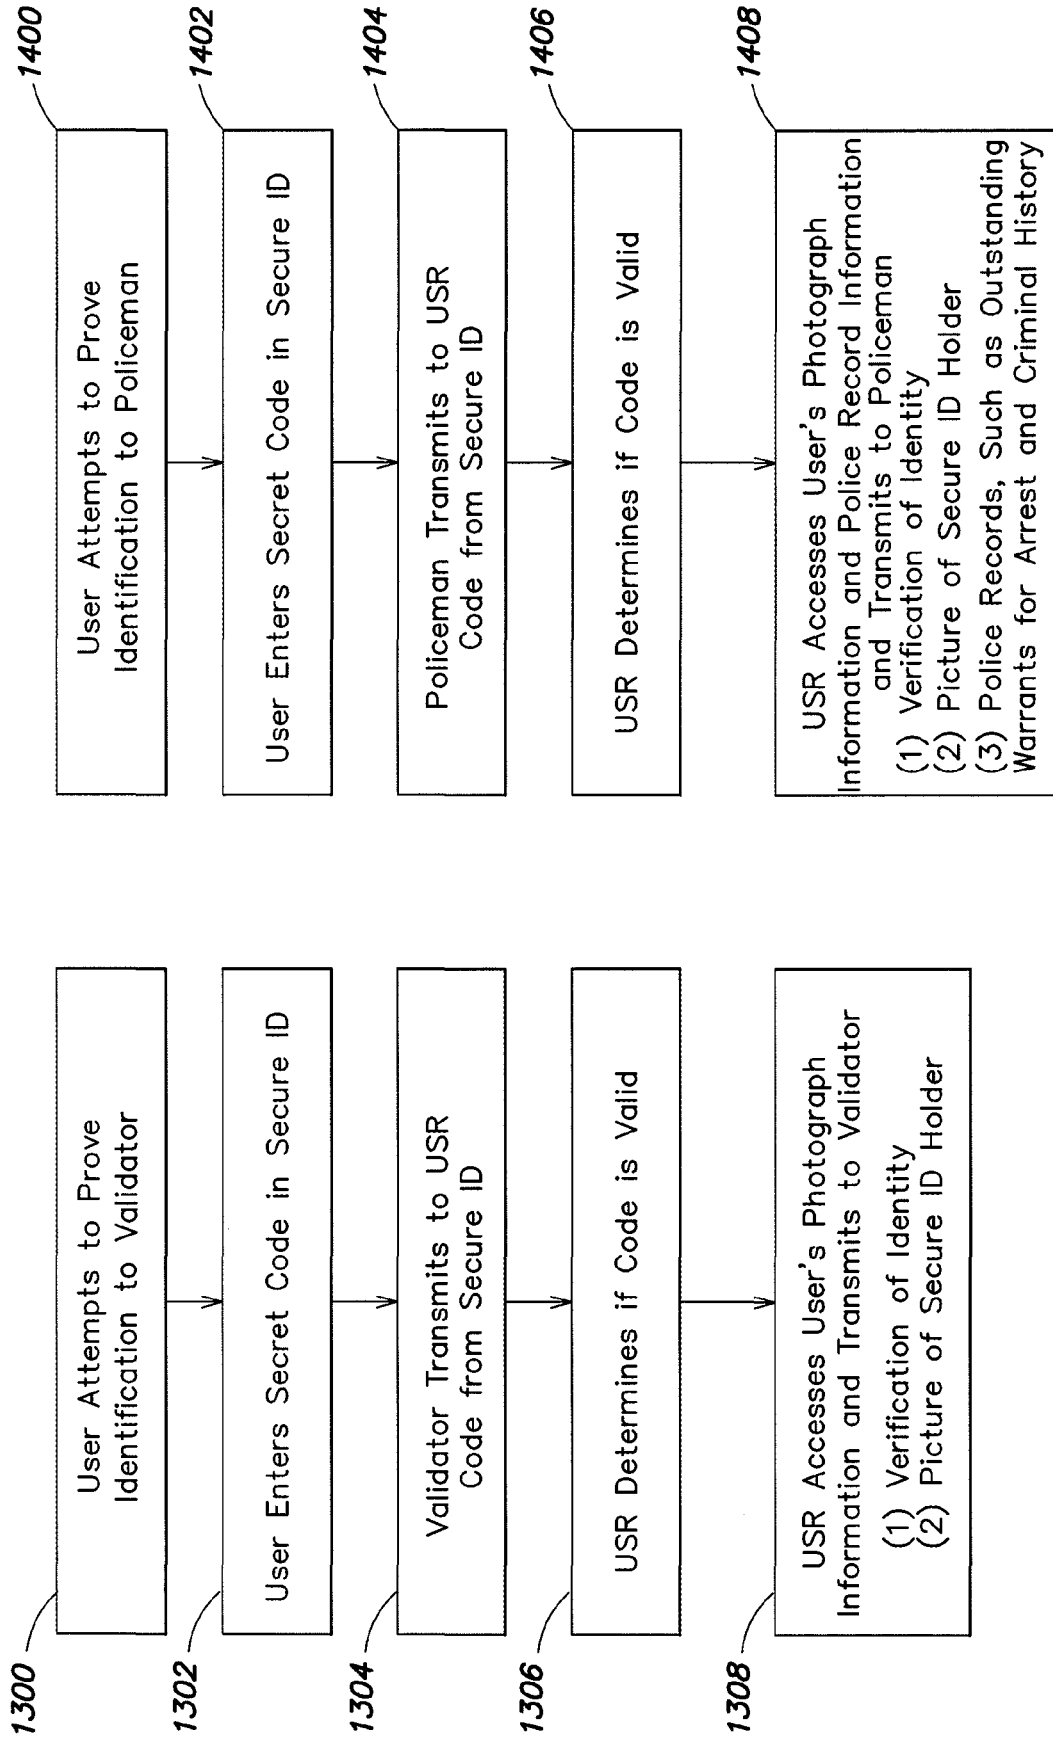 1300
User Attempts to Prove
Identification to Validator
1302
User Enters Secret Code in Secure ID
1304
Validator Transmits to USR
Code from Secure ID
1306
USR Determines if Code is Valid
1308
USR Accesses User's Photograph
Information and Transmits to Validator
(1) Verification of Identity
(2) Picture of Secure ID Holder
1400
User Attempts to Prove
Identification to Policeman
1402
User Enters Secret Code in Secure ID
1404
Policeman Transmits to USR
Code from Secure ID
1406
USR Determines if Code is Valid
1408
USR Accesses User's Photograph
Information and Police Record Information
and Transmits to Policeman
(1) Verification of Identity
(2) Picture of Secure ID Holder
(3) Police Records, Such as Outstanding
Warrants for Arrest and Criminal History